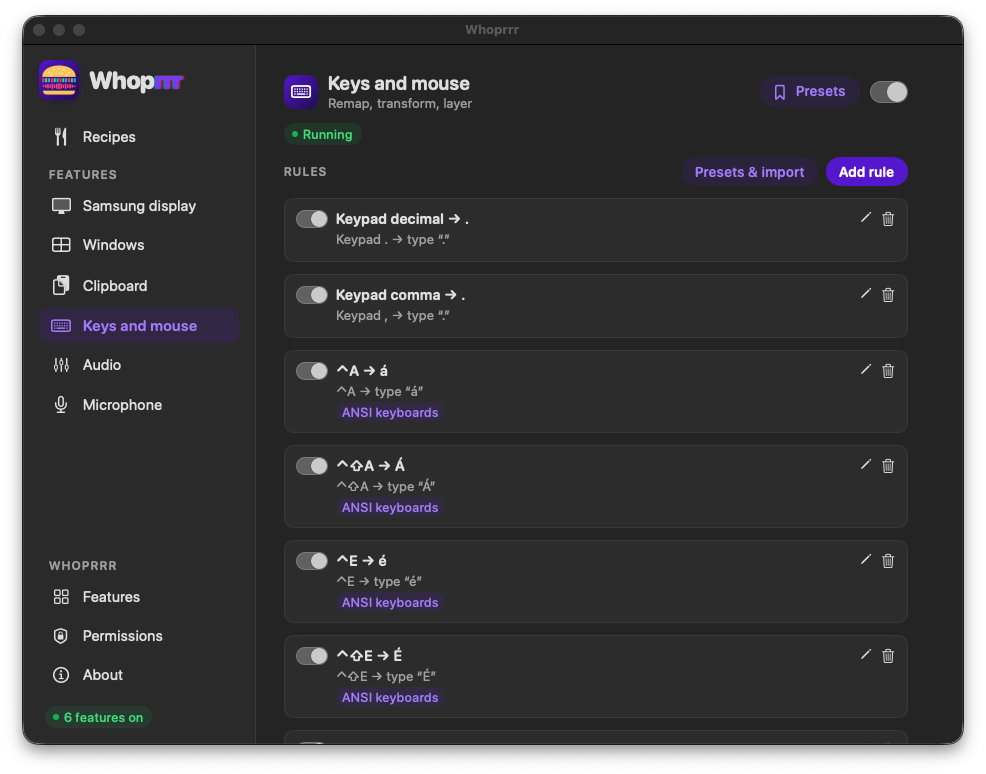 Whoprrr
Whoprrr
Recipes
FEATURES
Samsung display
Windows
Clipboard
Keys and mouse
Audio
Microphone
WHOPRRR
Features
Permissions
About
6 features on
Keys and mouse
Remap, transform, layer
Presets
Running
RULES
Presets & import
Add rule
Keypad decimal → .
Keypad . → type “.”
Keypad comma → .
Keypad , → type “.”
^A → á
^A → type “á”
ANSI keyboards
^⇧A → Á
^⇧A → type “Á”
ANSI keyboards
^E → é
^E → type “é”
ANSI keyboards
^⇧E → É
^⇧E → type “É”
ANSI keyboards